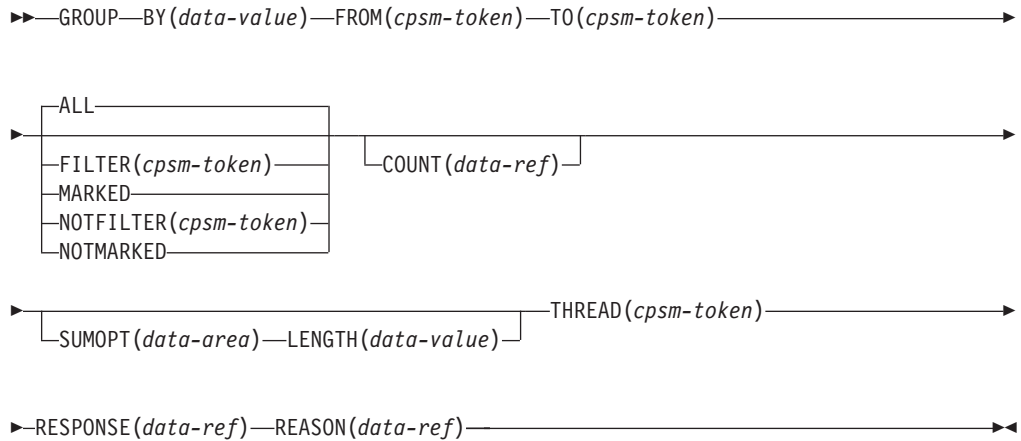 GROUP BY(data-value) FROM(cpsm-token) TO(cpsm-token)
ALL
FILTER(cpsm-token)
MARKED
NOTFILTER(cpsm-token)
NOTMARKED
COUNT(data-ref)
SUMOPT(data-area) LENGTH(data-value)
THREAD(cpsm-token)
RESPONSE(data-ref) REASON(data-ref)